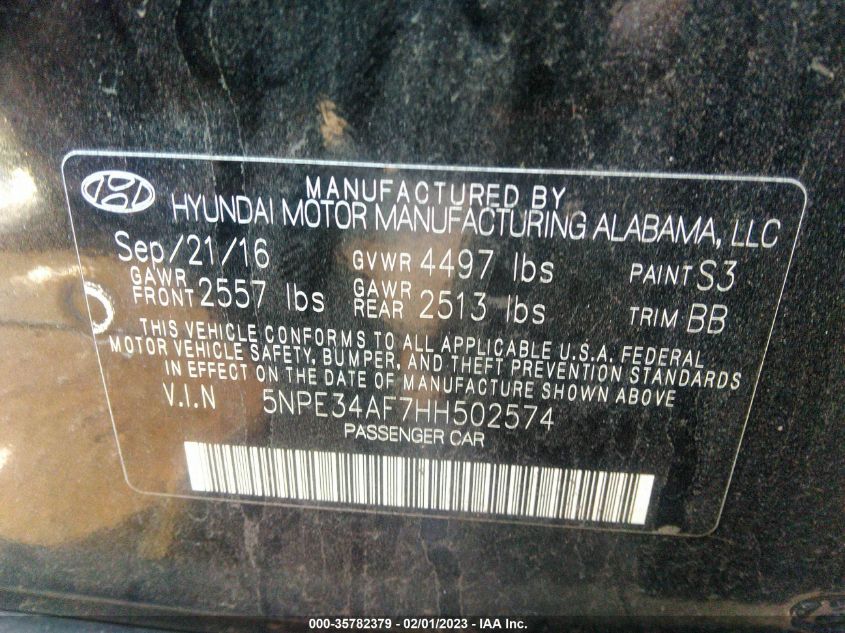 MANUFACTURED BY
HYUNDAI MOTOR MANUFACTURING ALABAMA, LLC
Sep/21/16 GVWR 4497 lbs PAINT S3
GAWR FRONT 2557 lbs GAWR REAR 2513 lbs TRIM BB
THIS VEHICLE CONFORMS TO ALL APPLICABLE U.S.A. FEDERAL
MOTOR VEHICLE SAFETY, BUMPER, AND THEFT PREVENTION STANDARDS
IN EFFECT ON THE DATE OF MANUFACTURE SHOWN ABOVE
V.I.N 5NPE34AF7HH502574
PASSENGER CAR
000-35782379 - 02/01/2023 - IAA Inc.